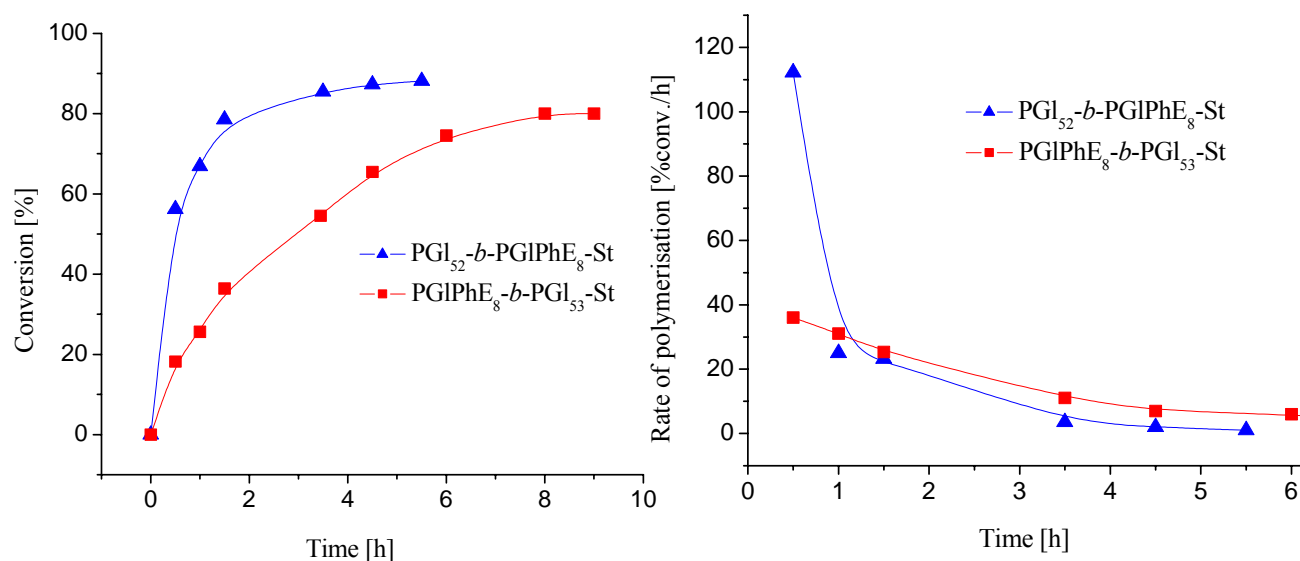 100
80
60
40
20
0
Conversion [%]
PGl₅₂-b-PGlPhE₈-St
PGlPhE₈-b-PGl₅₃-St
0 2 4 6 8 10
Time [h]
120
100
80
60
40
20
0
Rate of polymerisation [%conv./h]
PGl₅₂-b-PGlPhE₈-St
PGlPhE₈-b-PGl₅₃-St
0 1 2 3 4 5 6
Time [h]